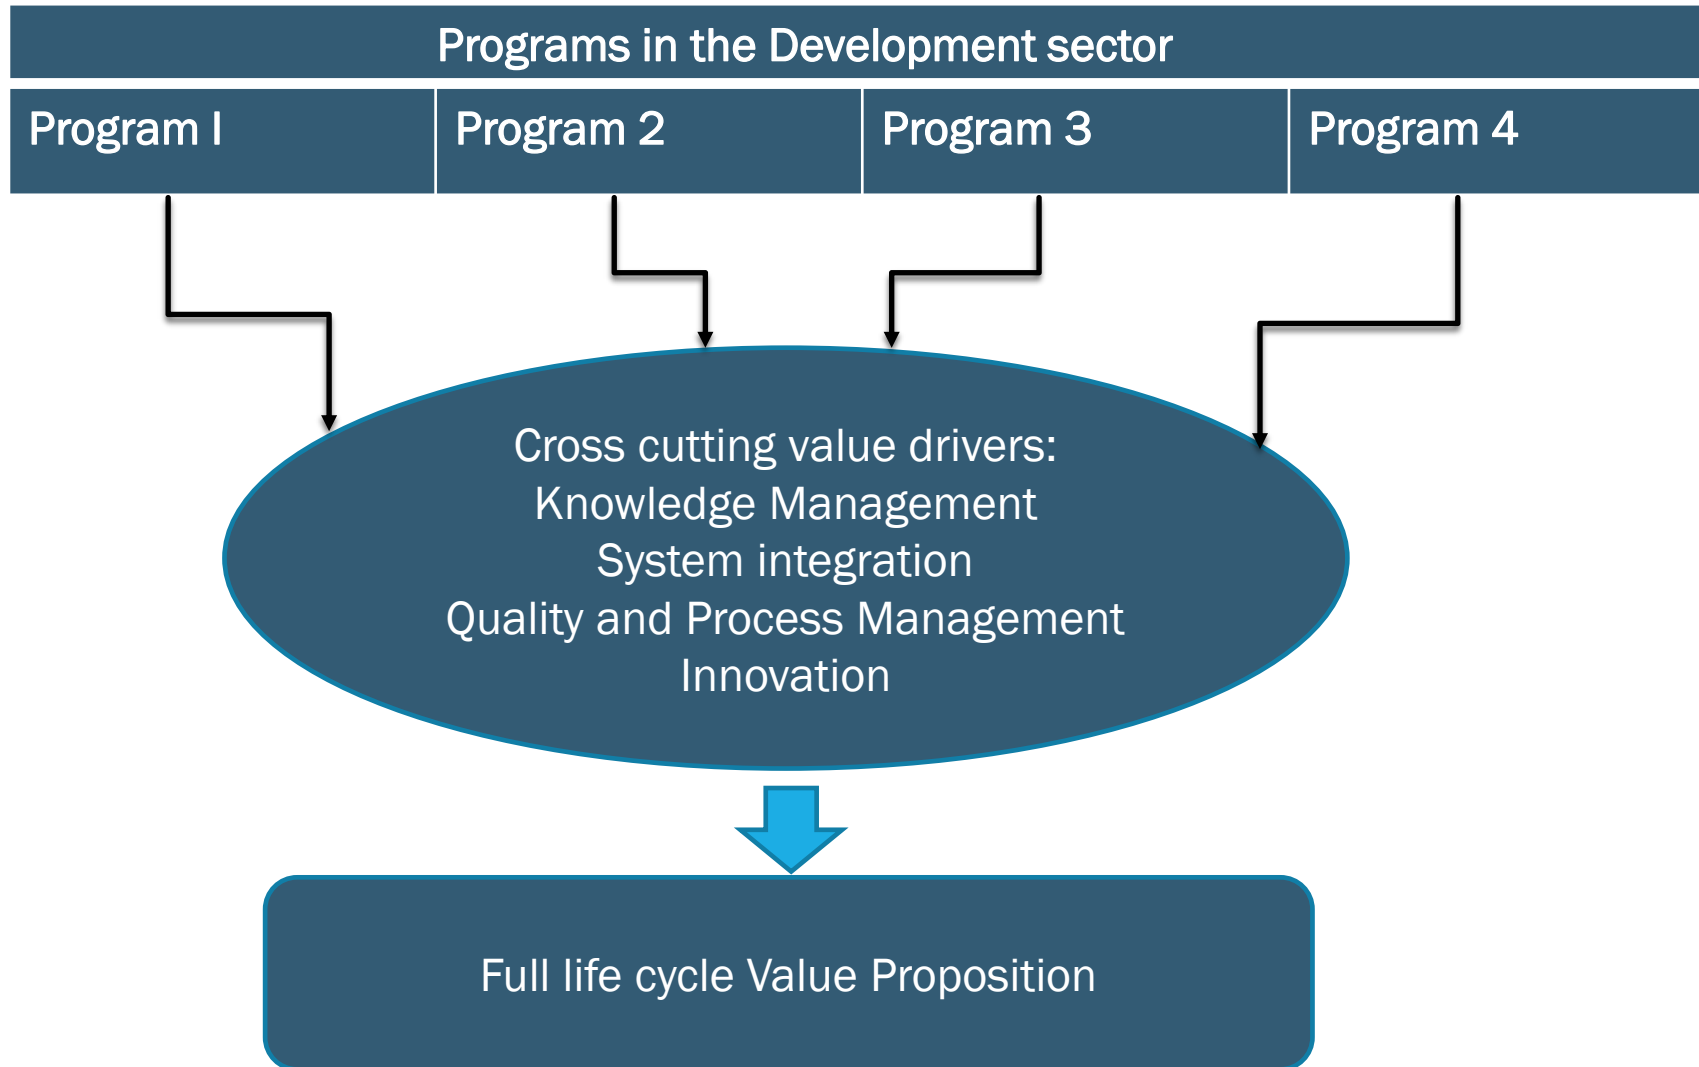 Programs in the Development sector
Program I
Program 2
Program 3
Program 4
Cross cutting value drivers:
Knowledge Management
System integration
Quality and Process Management
Innovation
Full life cycle Value Proposition